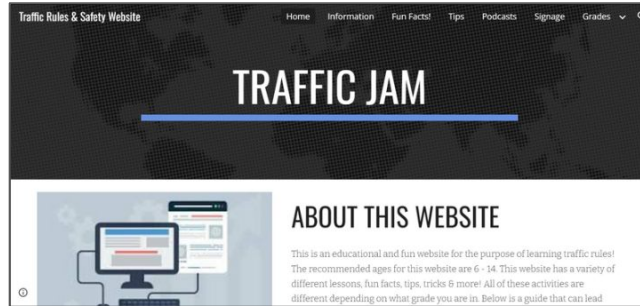 Traffic Rules & Safety Website
Home Information Fun Facts! Tips Podcasts Signage Grades
TRAFFIC JAM
ABOUT THIS WEBSITE
This is an educational and fun website for the purpose of learning traffic rules!
The recommended ages for this website are 6 - 14. This website has a variety of
different lessons, fun facts, tips, tricks & more! All of these activities are
different depending on what grade you are in. Below is a guide that can lead